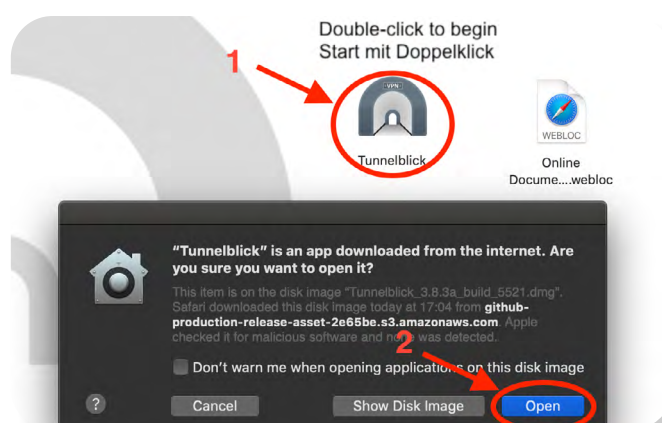 Double-click to begin
Start mit Doppelklick
1
VPN
Tunnelblick
WEBLOC
Online
Docume....webloc
"Tunnelblick" is an app downloaded from the internet. Are
you sure you want to open it?
This item is on the disk image "Tunnelblick_3.8.3a_build_5521.dmg".
Safari downloaded this disk image today at 17:04 from github-
production-release-asset-2e65be.s3.amazonaws.com. Apple
checked it for malicious software and none was detected.
2
Don't warn me when opening applications on this disk image
?
Cancel
Show Disk Image
Open